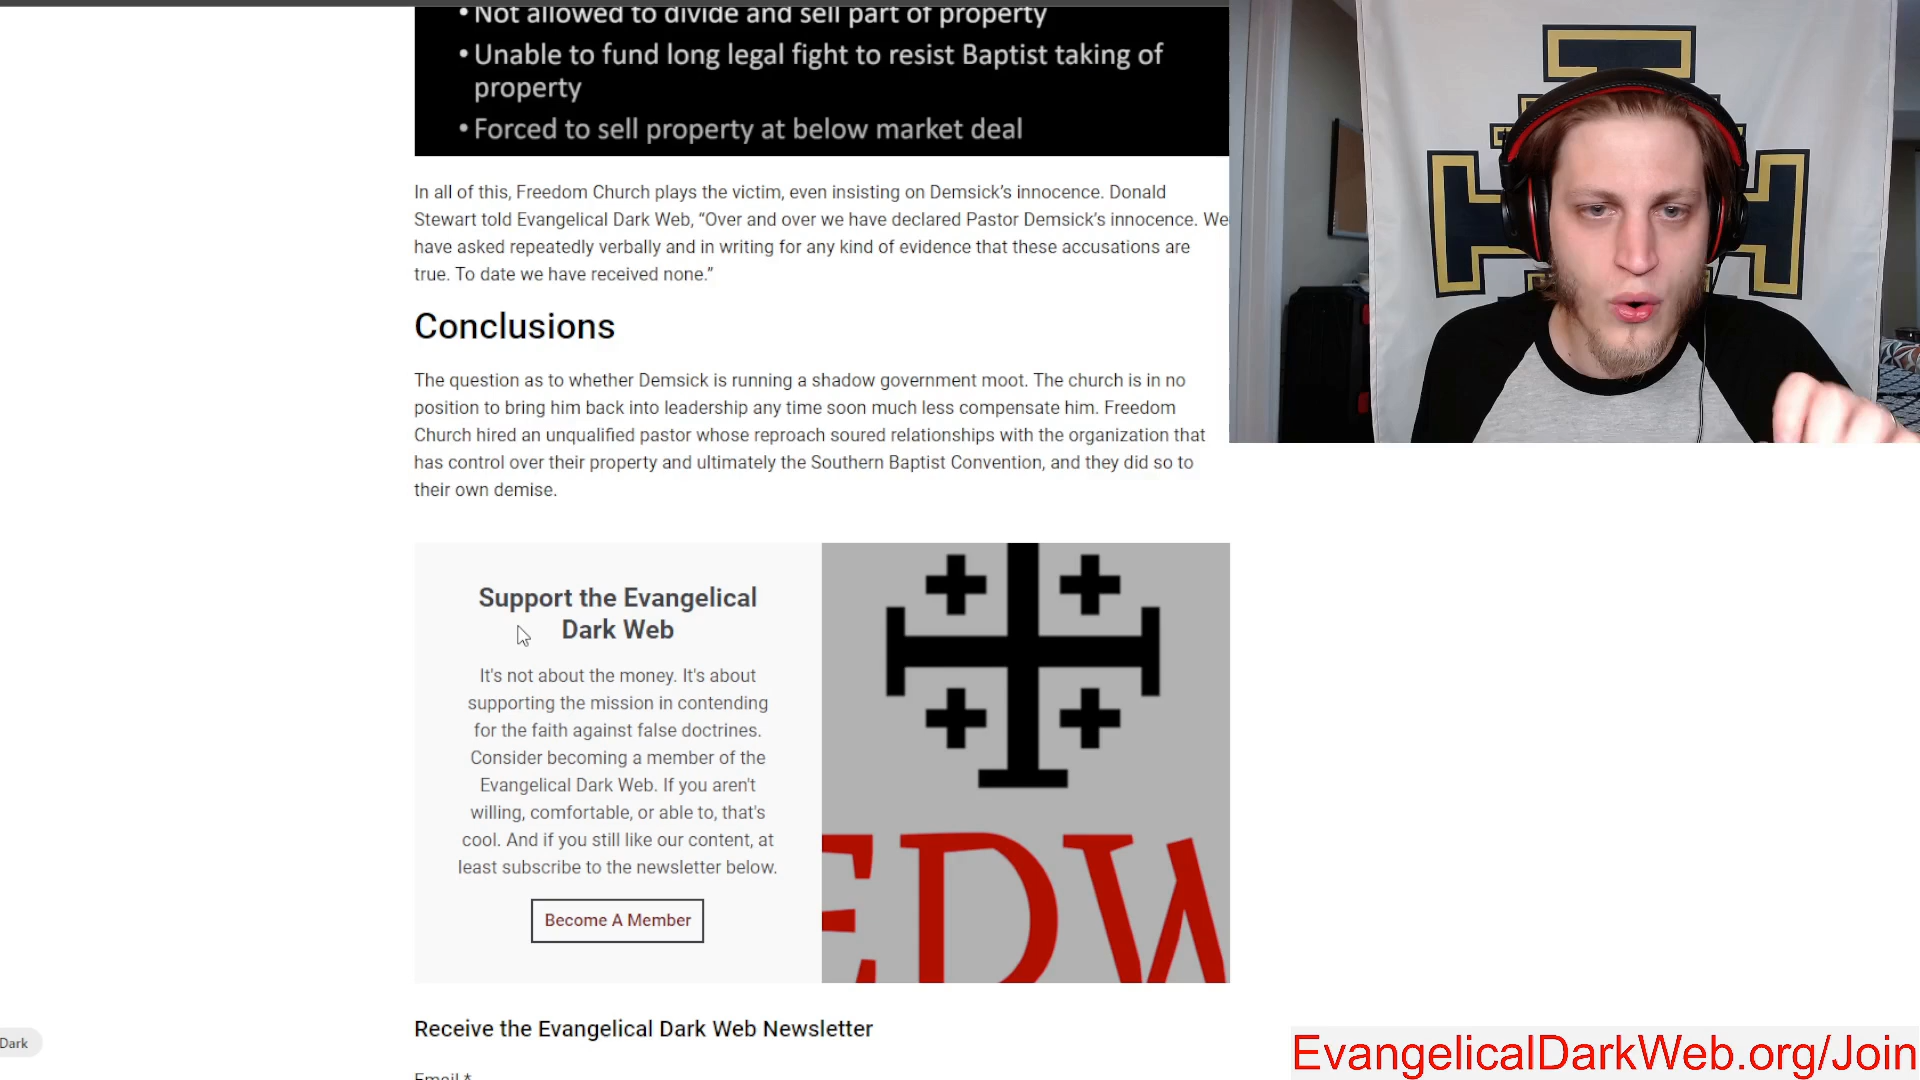 • Not allowed to divide and sell part of property
• Unable to fund long legal fight to resist Baptist taking of
property
• Forced to sell property at below market deal
In all of this, Freedom Church plays the victim, even insisting on Demsick’s innocence. Donald
Stewart told Evangelical Dark Web, “Over and over we have declared Pastor Demsick’s innocence. We
have asked repeatedly verbally and in writing for any kind of evidence that these accusations are
true. To date we have received none.”
Conclusions
The question as to whether Demsick is running a shadow government moot. The church is in no
position to bring him back into leadership any time soon much less compensate him. Freedom
Church hired an unqualified pastor whose reproach soured relationships with the organization that
has control over their property and ultimately the Southern Baptist Convention, and they did so to
their own demise.
Support the Evangelical
Dark Web
It's not about the money. It's about
supporting the mission in contending
for the faith against false doctrines.
Consider becoming a member of the
Evangelical Dark Web. If you aren't
willing, comfortable, or able to, that's
cool. And if you still like our content, at
least subscribe to the newsletter below.
Become A Member
EDW
Receive the Evangelical Dark Web Newsletter
Email *
Dark
EvangelicalDarkWeb.org/Join